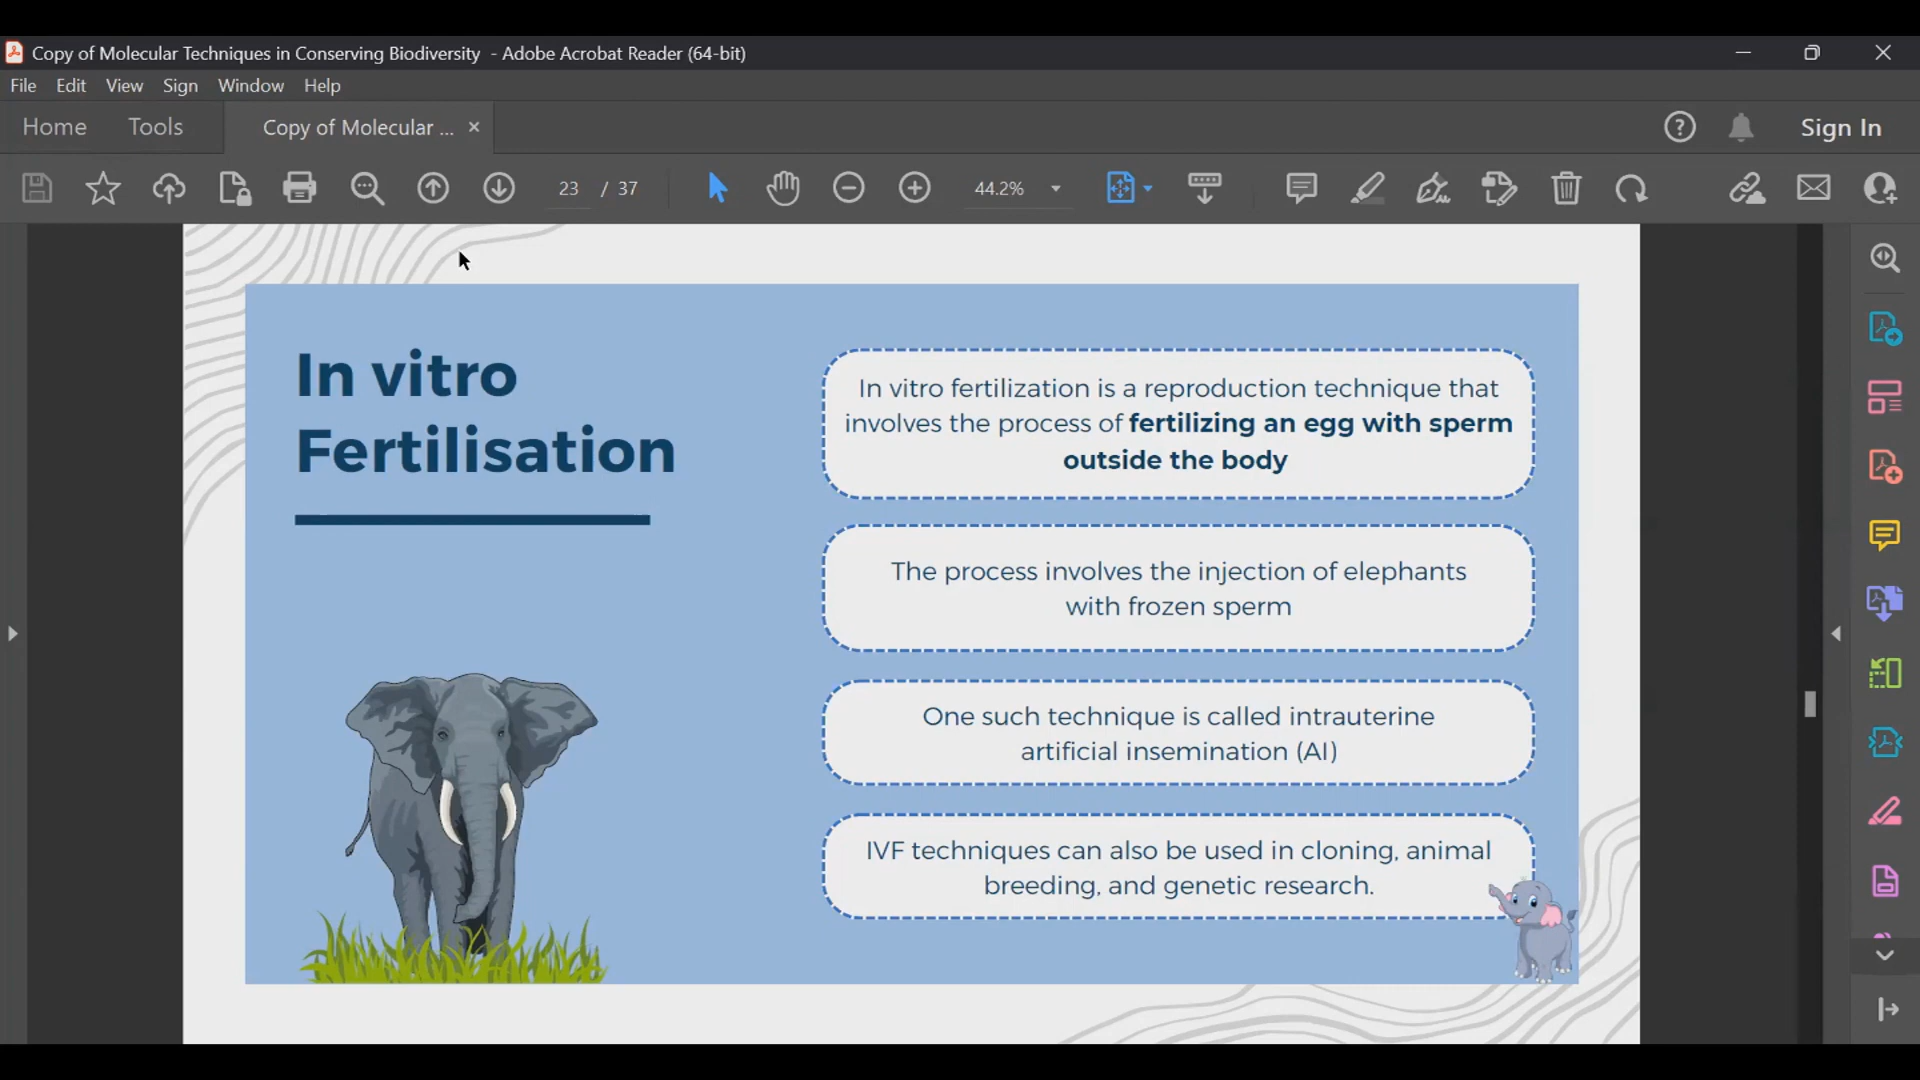 Copy of Molecular Techniques in Conserving Biodiversity - Adobe Acrobat Reader (64-bit)
File Edit View Sign Window Help
Home Tools Copy of Molecular ... Sign In
23 / 37 44.2%
In vitro
Fertilisation
In vitro fertilization is a reproduction technique that
involves the process of fertilizing an egg with sperm
outside the body
The process involves the injection of elephants
with frozen sperm
One such technique is called intrauterine
artificial insemination (AI)
IVF techniques can also be used in cloning, animal
breeding, and genetic research.